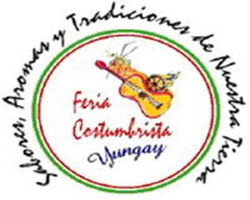 Sabores, Aromas y Tradiciones de Nuestra Tierra
Feria
Costumbrista
Yungay